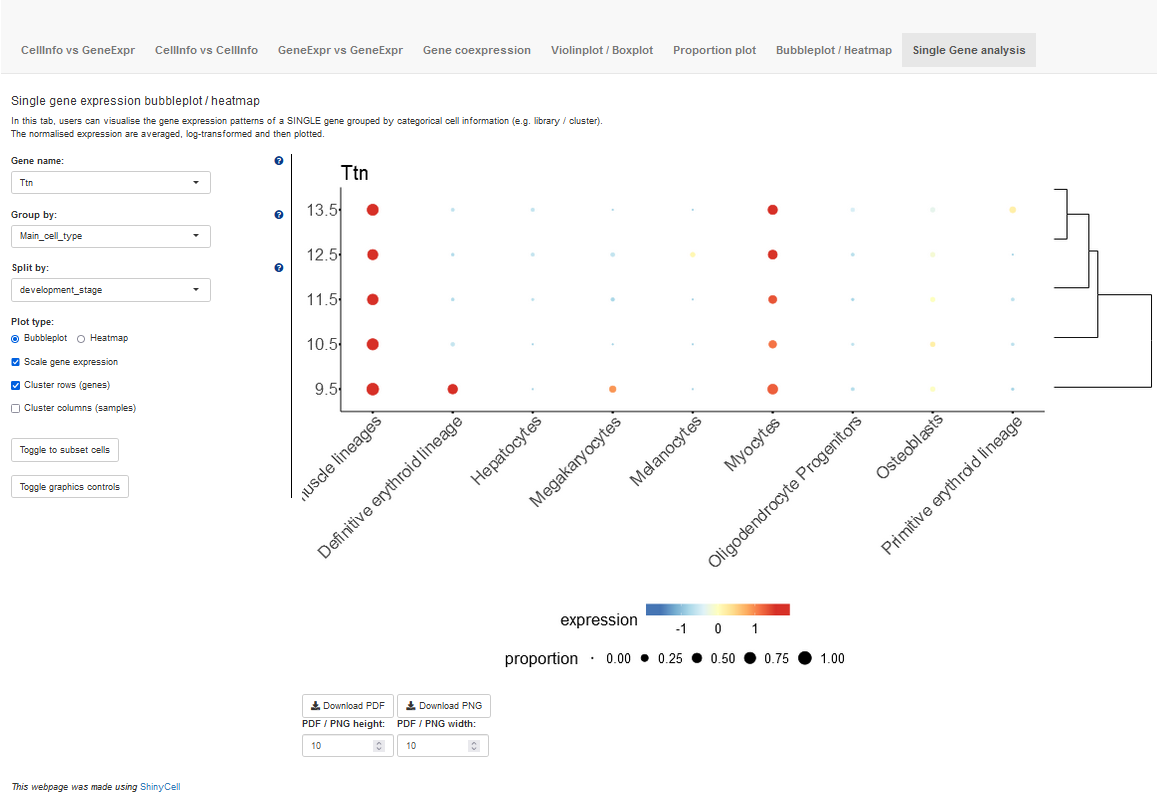 CellInfo vs GeneExpr CellInfo vs CellInfo GeneExpr vs GeneExpr Gene coexpression Violinplot / Boxplot Proportion plot Bubbleplot / Heatmap Single Gene analysis
Single gene expression bubbleplot / heatmap
In this tab, users can visualise the gene expression patterns of a SINGLE gene grouped by categorical cell information (e.g. library / cluster).
The normalised expression are averaged, log-transformed and then plotted.
Gene name:
Ttn
Group by:
Main_cell_type
Split by:
development_stage
Plot type:
Bubbleplot Heatmap
Scale gene expression
Cluster rows (genes)
Cluster columns (samples)
Toggle to subset cells
Toggle graphics controls
Ttn
13.5
12.5
11.5
10.5
9.5
lineages
Definitive erythroid lineage
Hepatocytes
Megakaryocytes
Melanocytes
Myocytes
Oligodendrocyte Progenitors
Osteoblasts
Primitive erythroid lineage
expression
-1 0 1
proportion 0.00 0.25 0.50 0.75 1.00
Download PDF Download PNG
PDF / PNG height: PDF / PNG width:
10 10
This webpage was made using ShinyCell